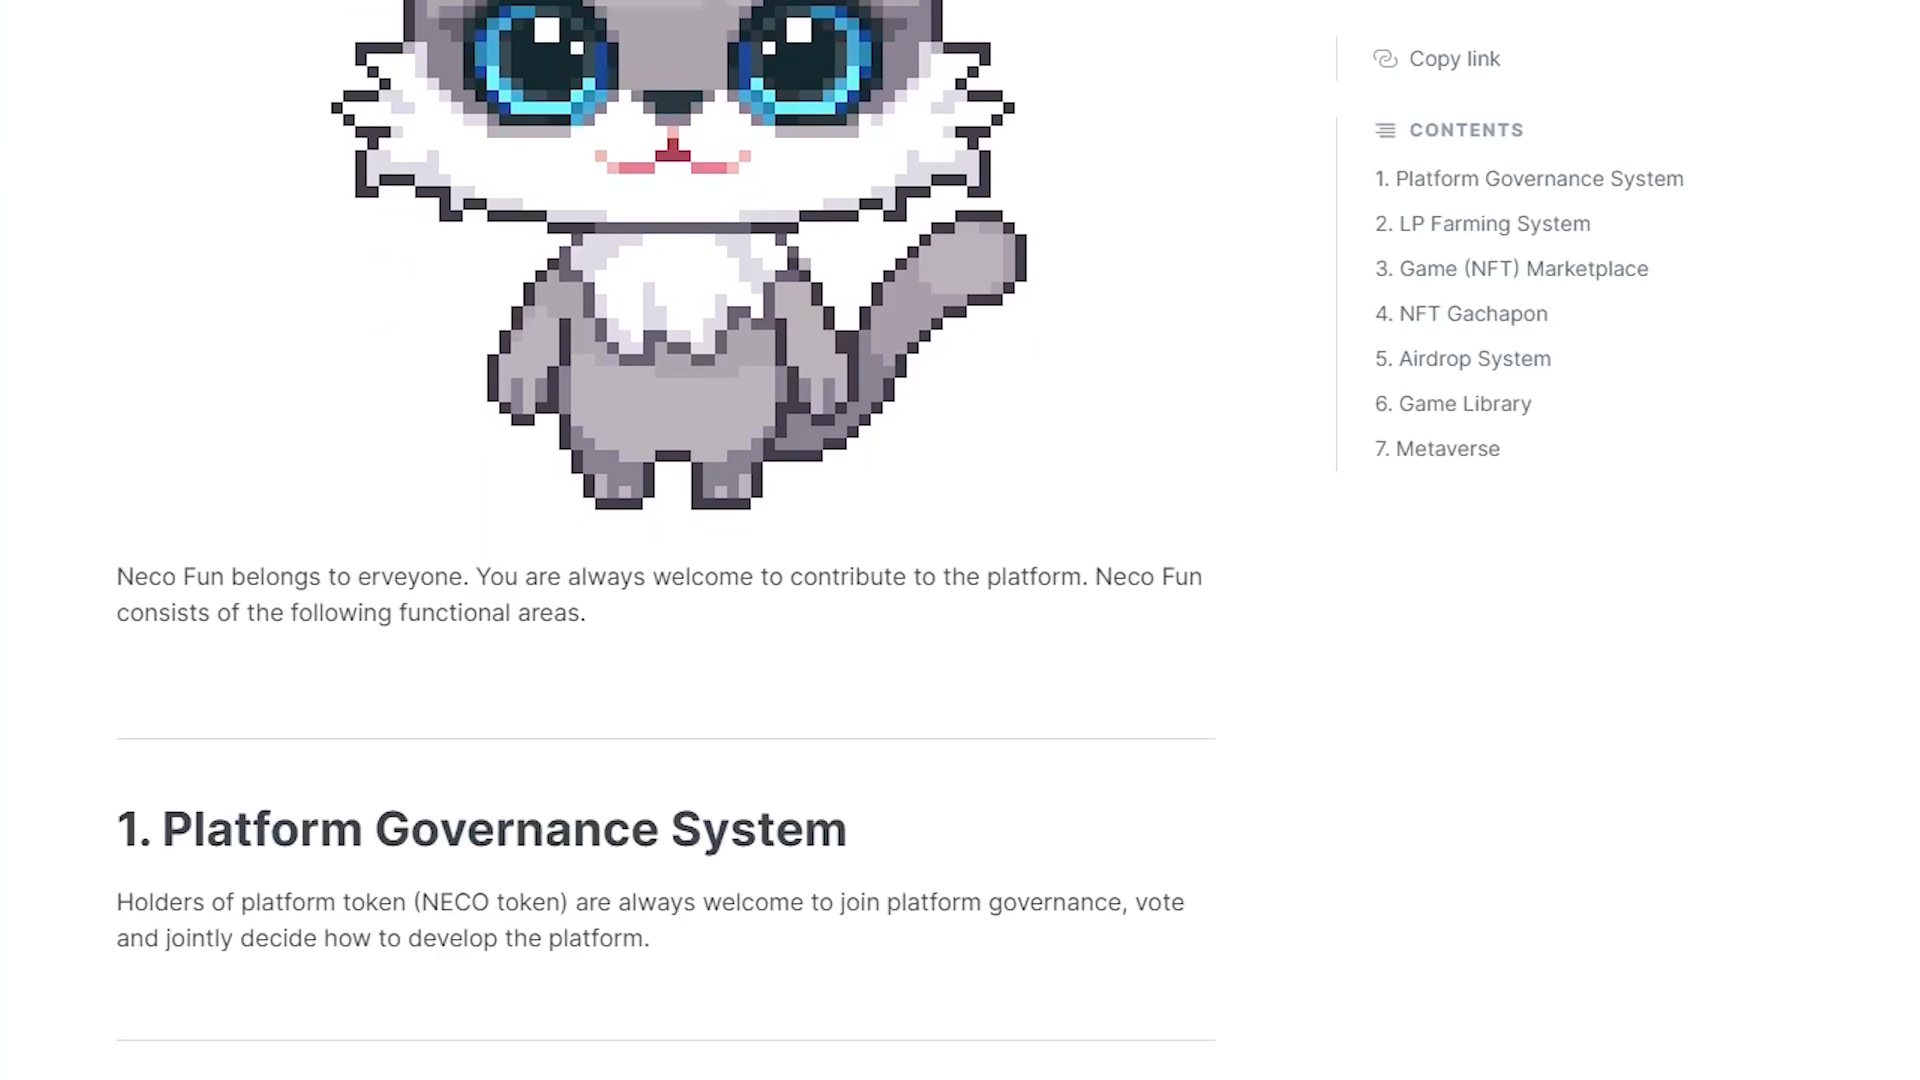 Copy link
CONTENTS
1. Platform Governance System
2. LP Farming System
3. Game (NFT) Marketplace
4. NFT Gachapon
5. Airdrop System
6. Game Library
7. Metaverse
Neco Fun belongs to erveyone. You are always welcome to contribute to the platform. Neco Fun
consists of the following functional areas.
1. Platform Governance System
Holders of platform token (NECO token) are always welcome to join platform governance, vote
and jointly decide how to develop the platform.